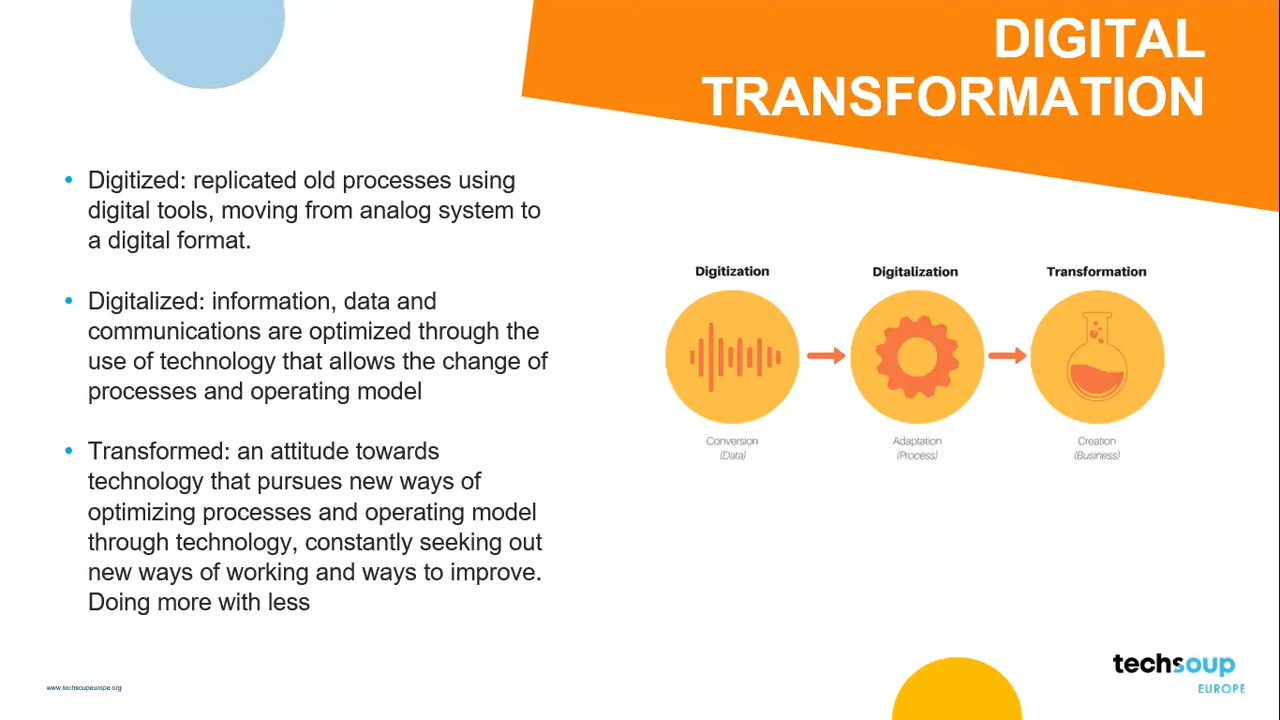 DIGITAL
TRANSFORMATION
• Digitized: replicated old processes using
digital tools, moving from analog system to
a digital format.
• Digitalized: information, data and
communications are optimized through the
use of technology that allows the change of
processes and operating model
• Transformed: an attitude towards
technology that pursues new ways of
optimizing processes and operating model
through technology, constantly seeking out
new ways of working and ways to improve.
Doing more with less
Digitization
Digitalization
Transformation
Conversion
(Data)
Adaptation
(Process)
Creation
(Business)
www.techsoupeurope.org
techsoup
EUROPE